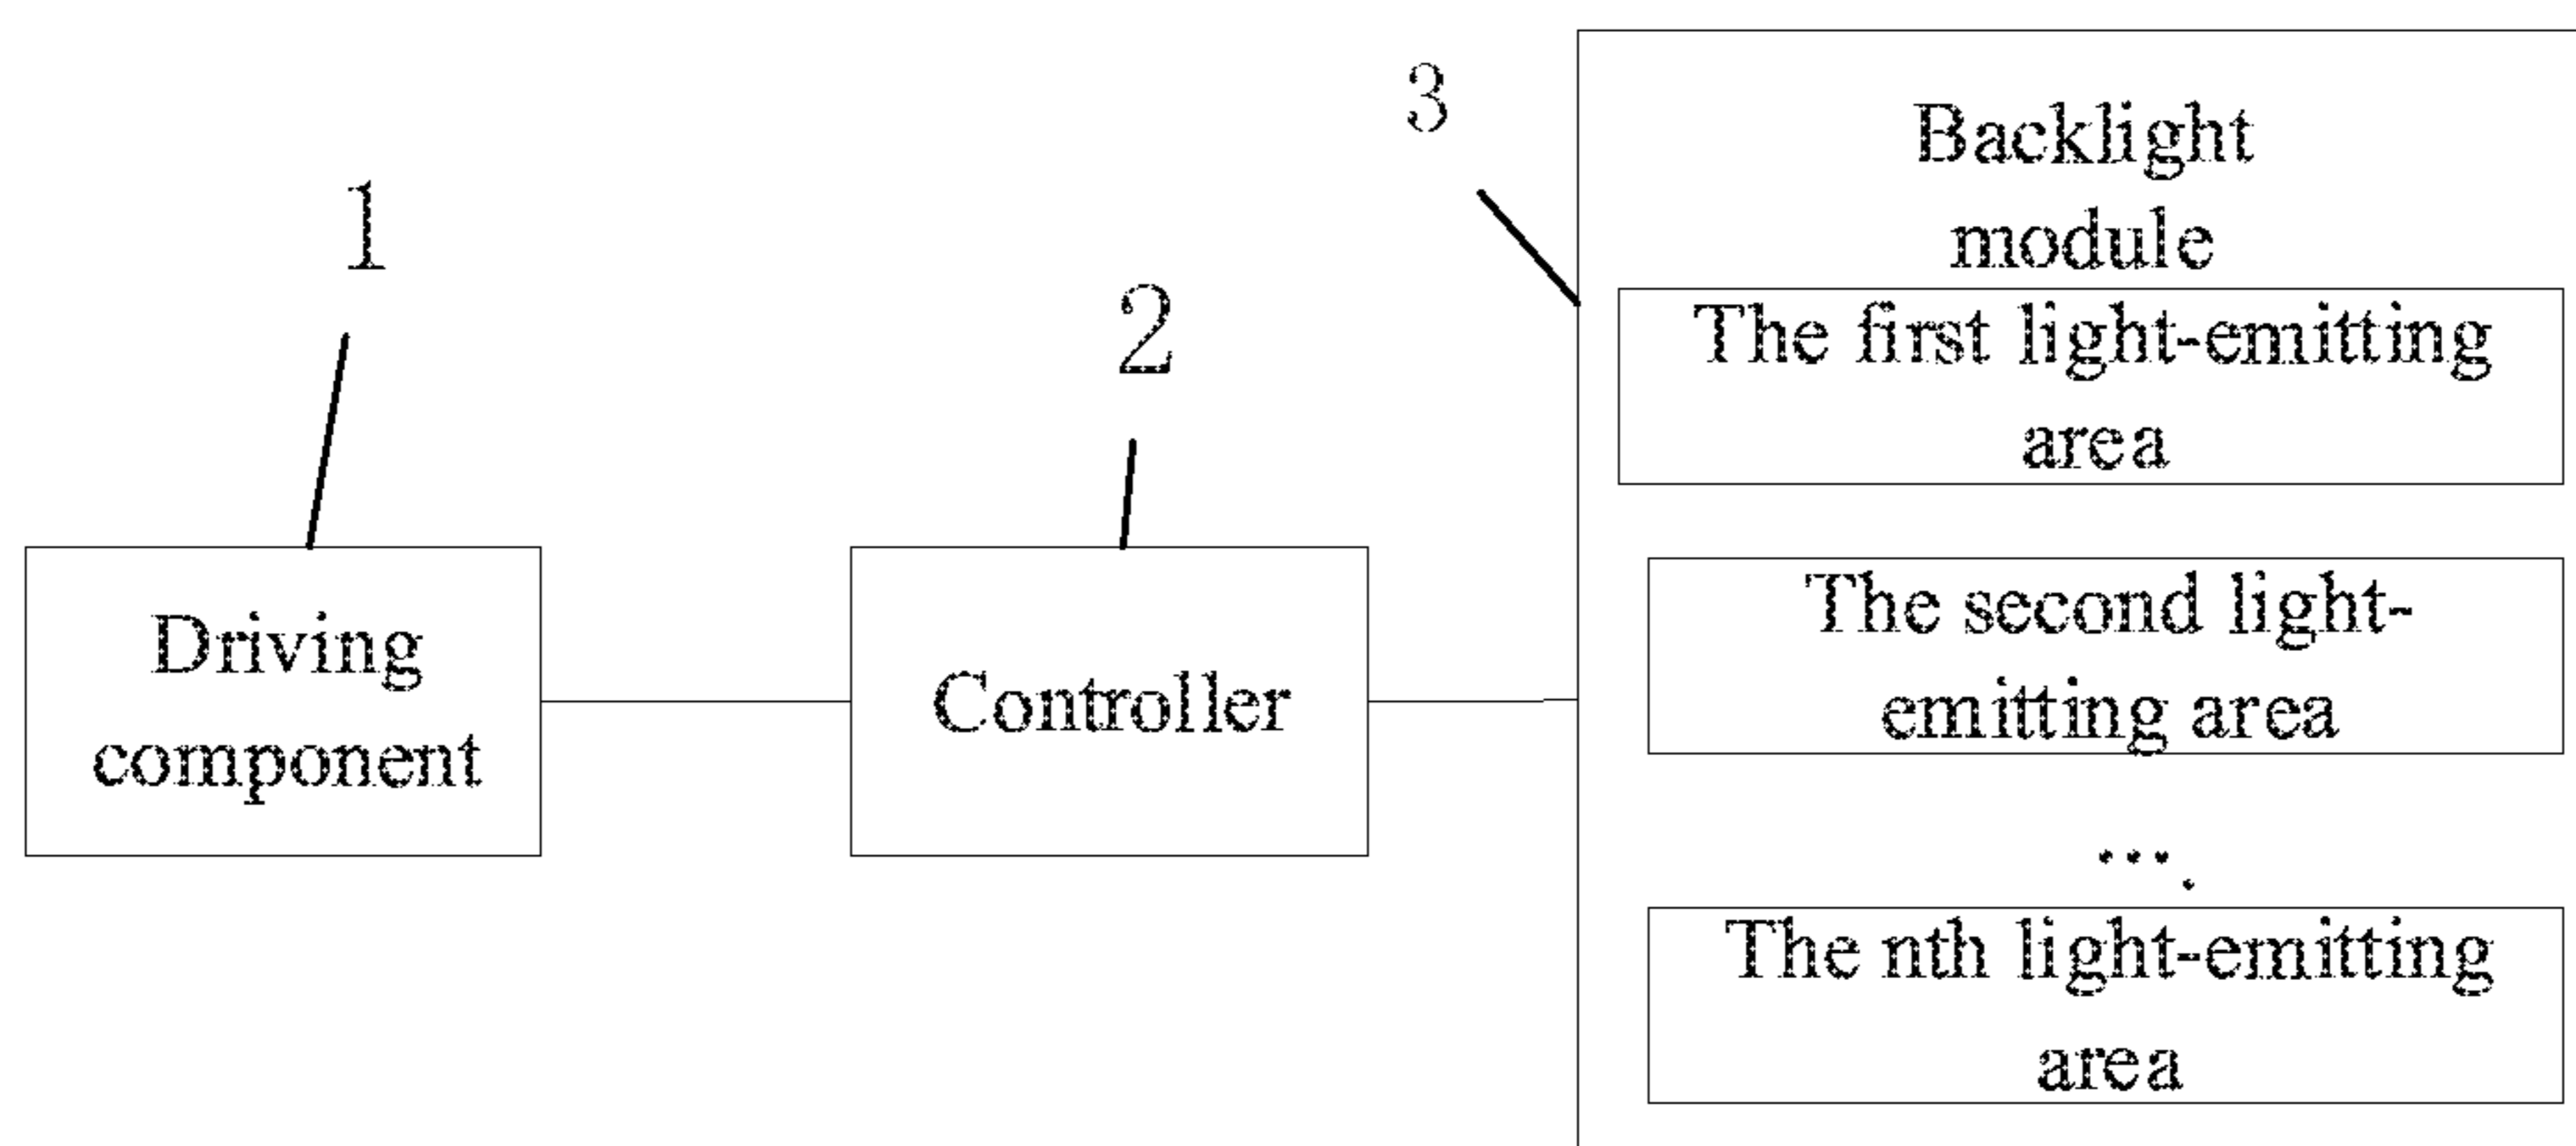 1
Driving
component
2
Controller
3
Backlight
module
The first light-emitting
area
The second light-
emitting area
....
The nth light-emitting
area